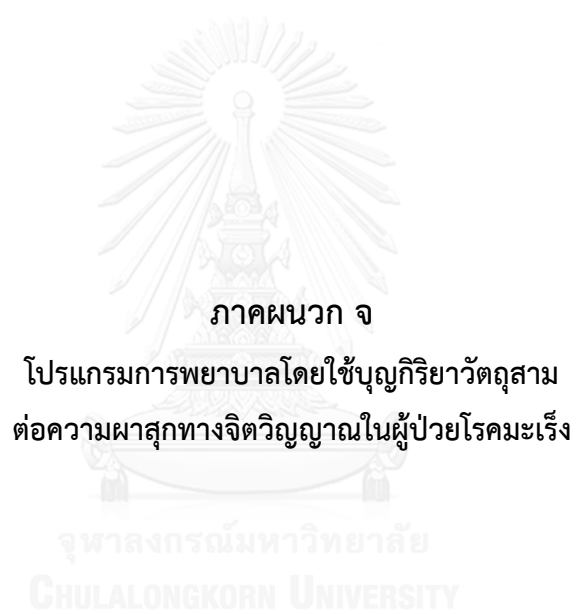 ภาคผนวก จ
โปรแกรมการพยาบาลโดยใช้บุญกิริยาวัตถุสาม
ต่อความผาสุกทางจิตวิญญาณในผู้ป่วยโรคมะเร็ง
จุฬาลงกรณ์มหาวิทยาลัย
CHULALONGKORN UNIVERSITY